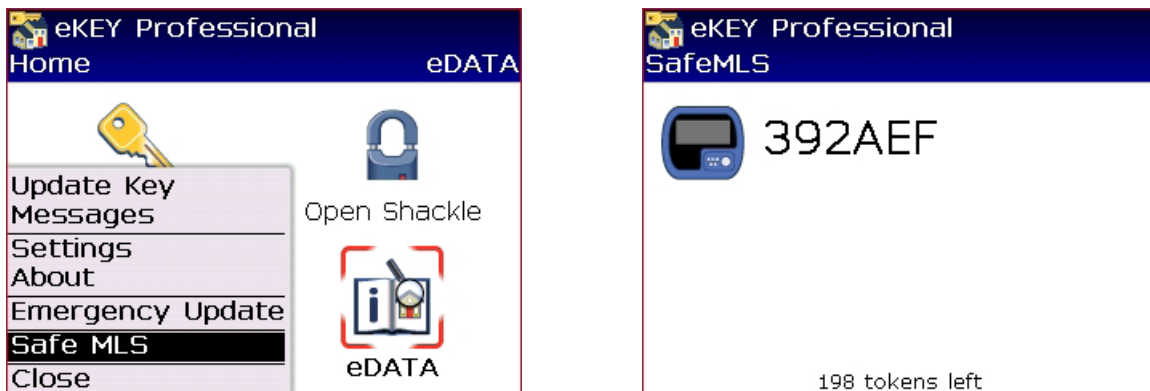 eKEY Professional
Home eDATA
Update Key
Messages
Settings
About
Emergency Update
Safe MLS
Close
Open Shackle
eDATA
eKEY Professional
SafeMLS
392AEF
198 tokens left